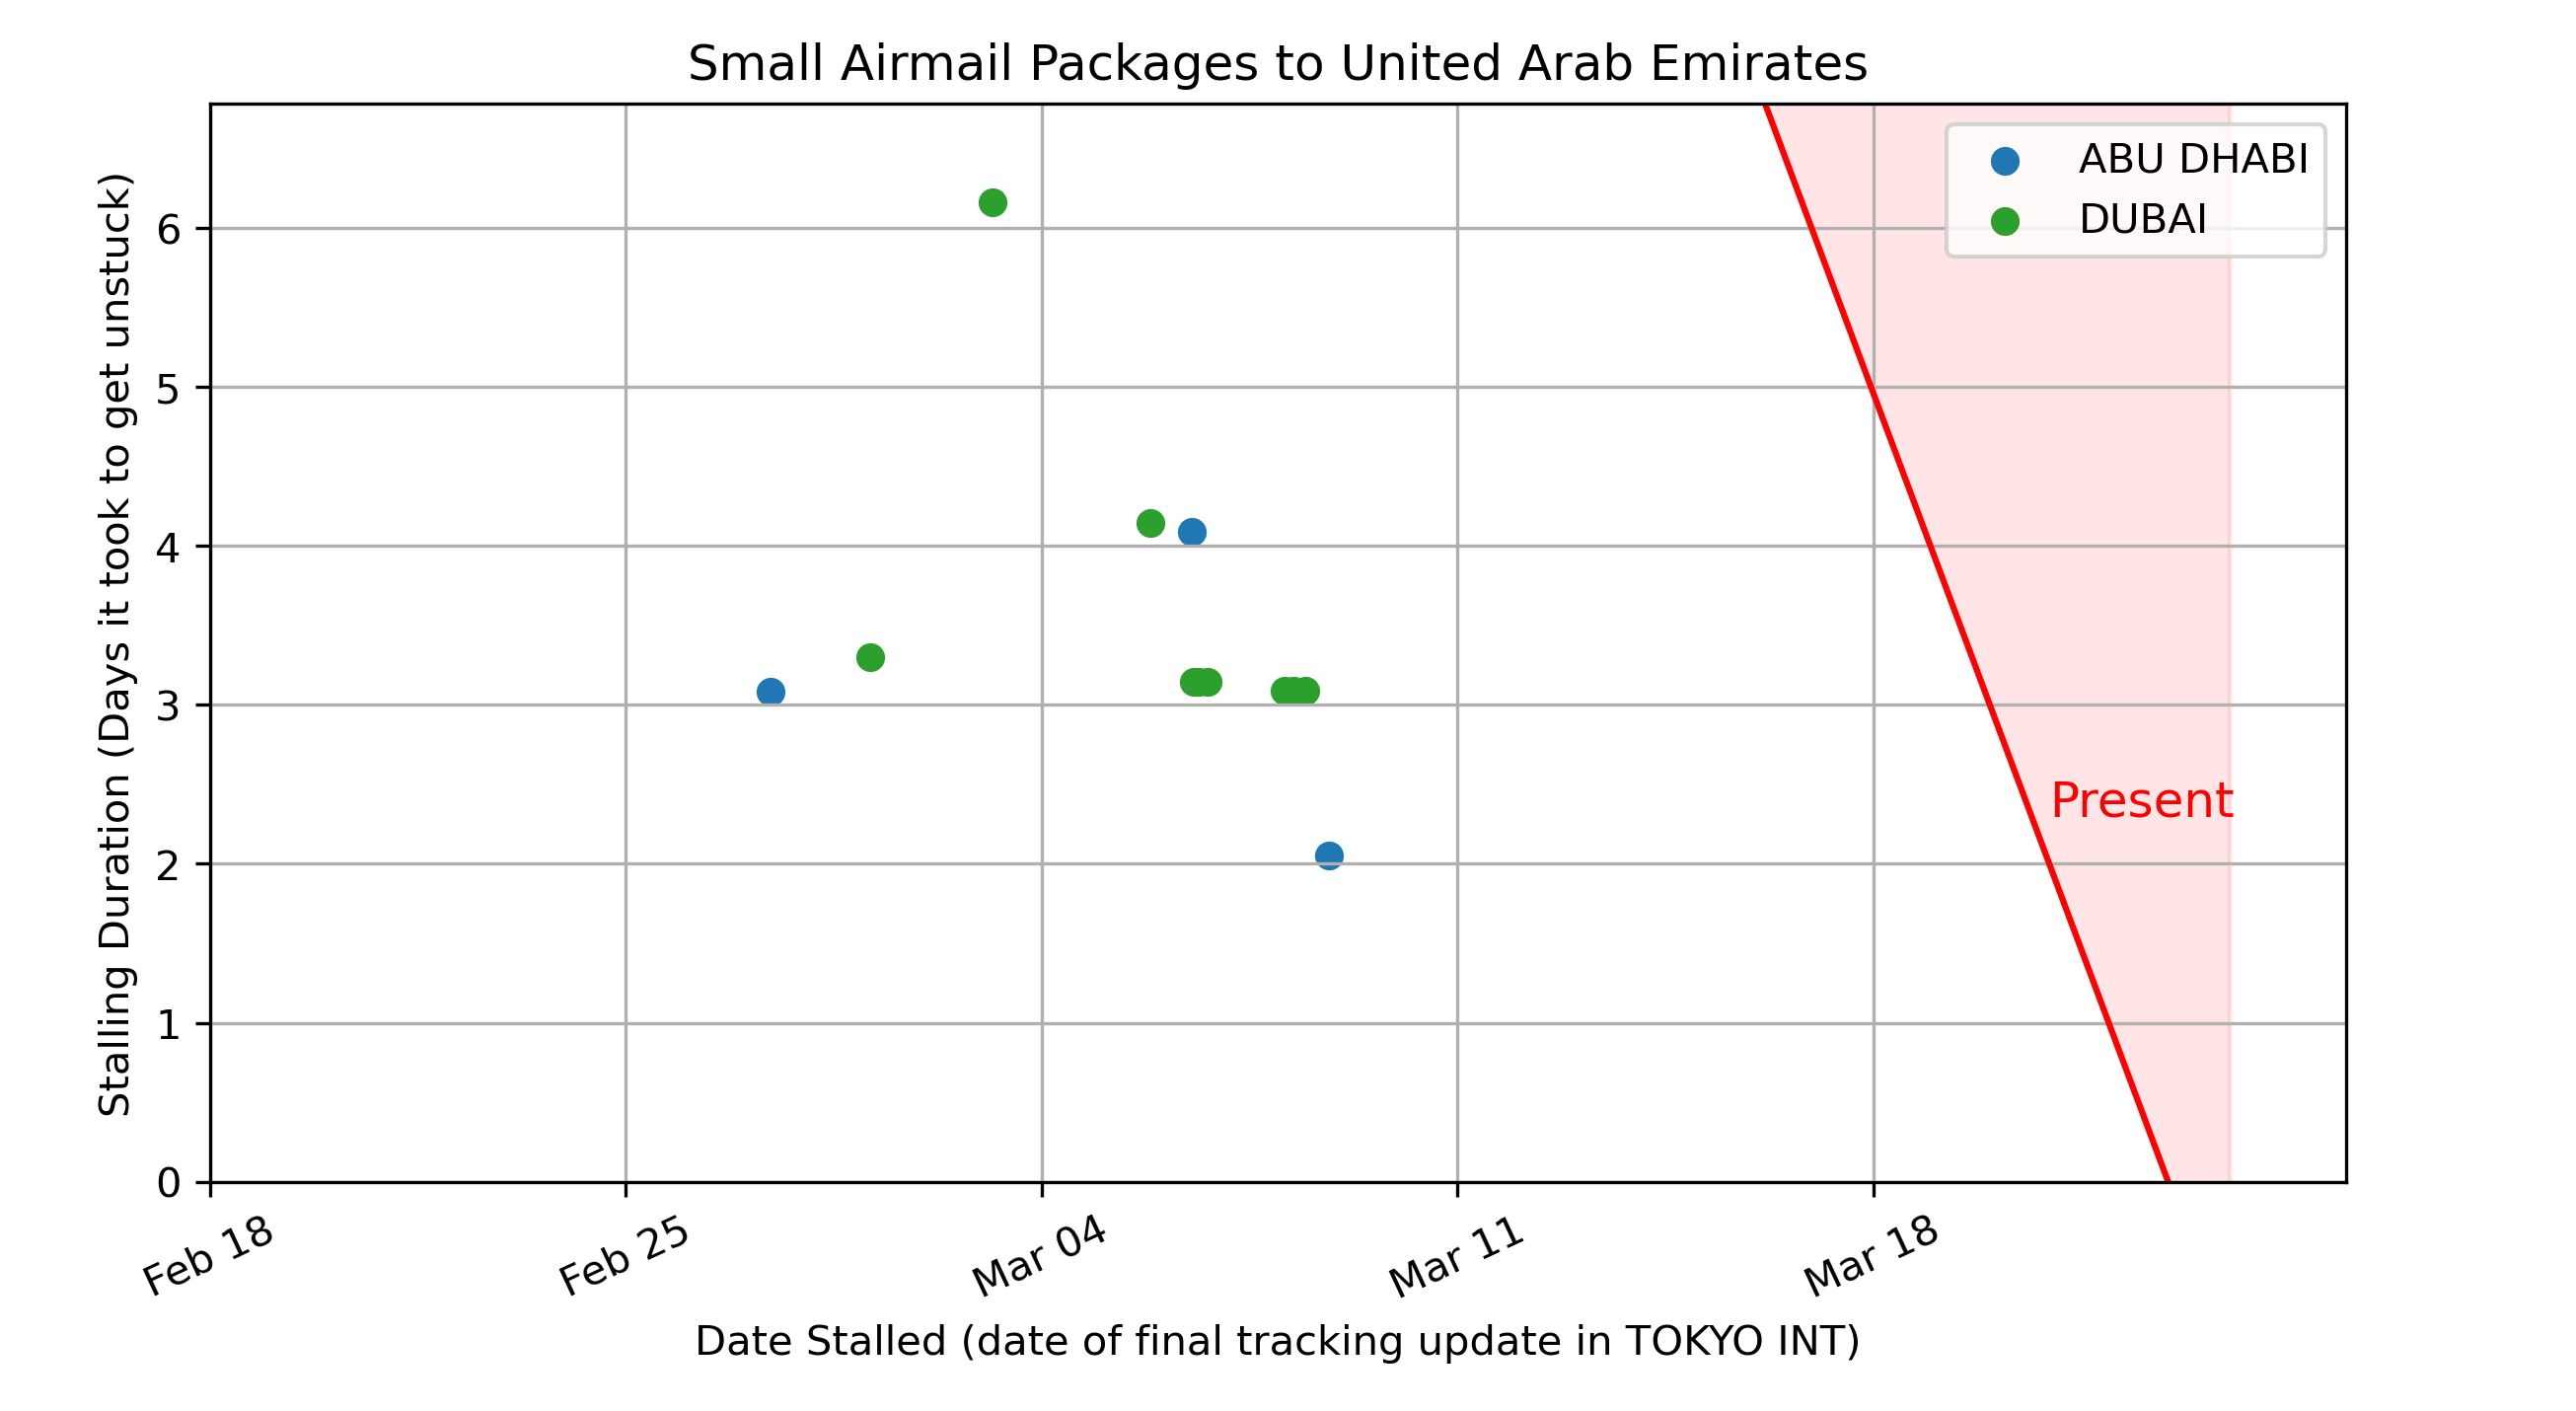 Small Airmail Packages to United Arab Emirates
ABU DHABI
DUBAI
Stalling Duration (Days it took to get unstuck)
6
5
4
3
2
1
0
Present
Feb 18
Feb 25
Mar 04
Mar 11
Mar 18
Date Stalled (date of final tracking update in TOKYO INT)